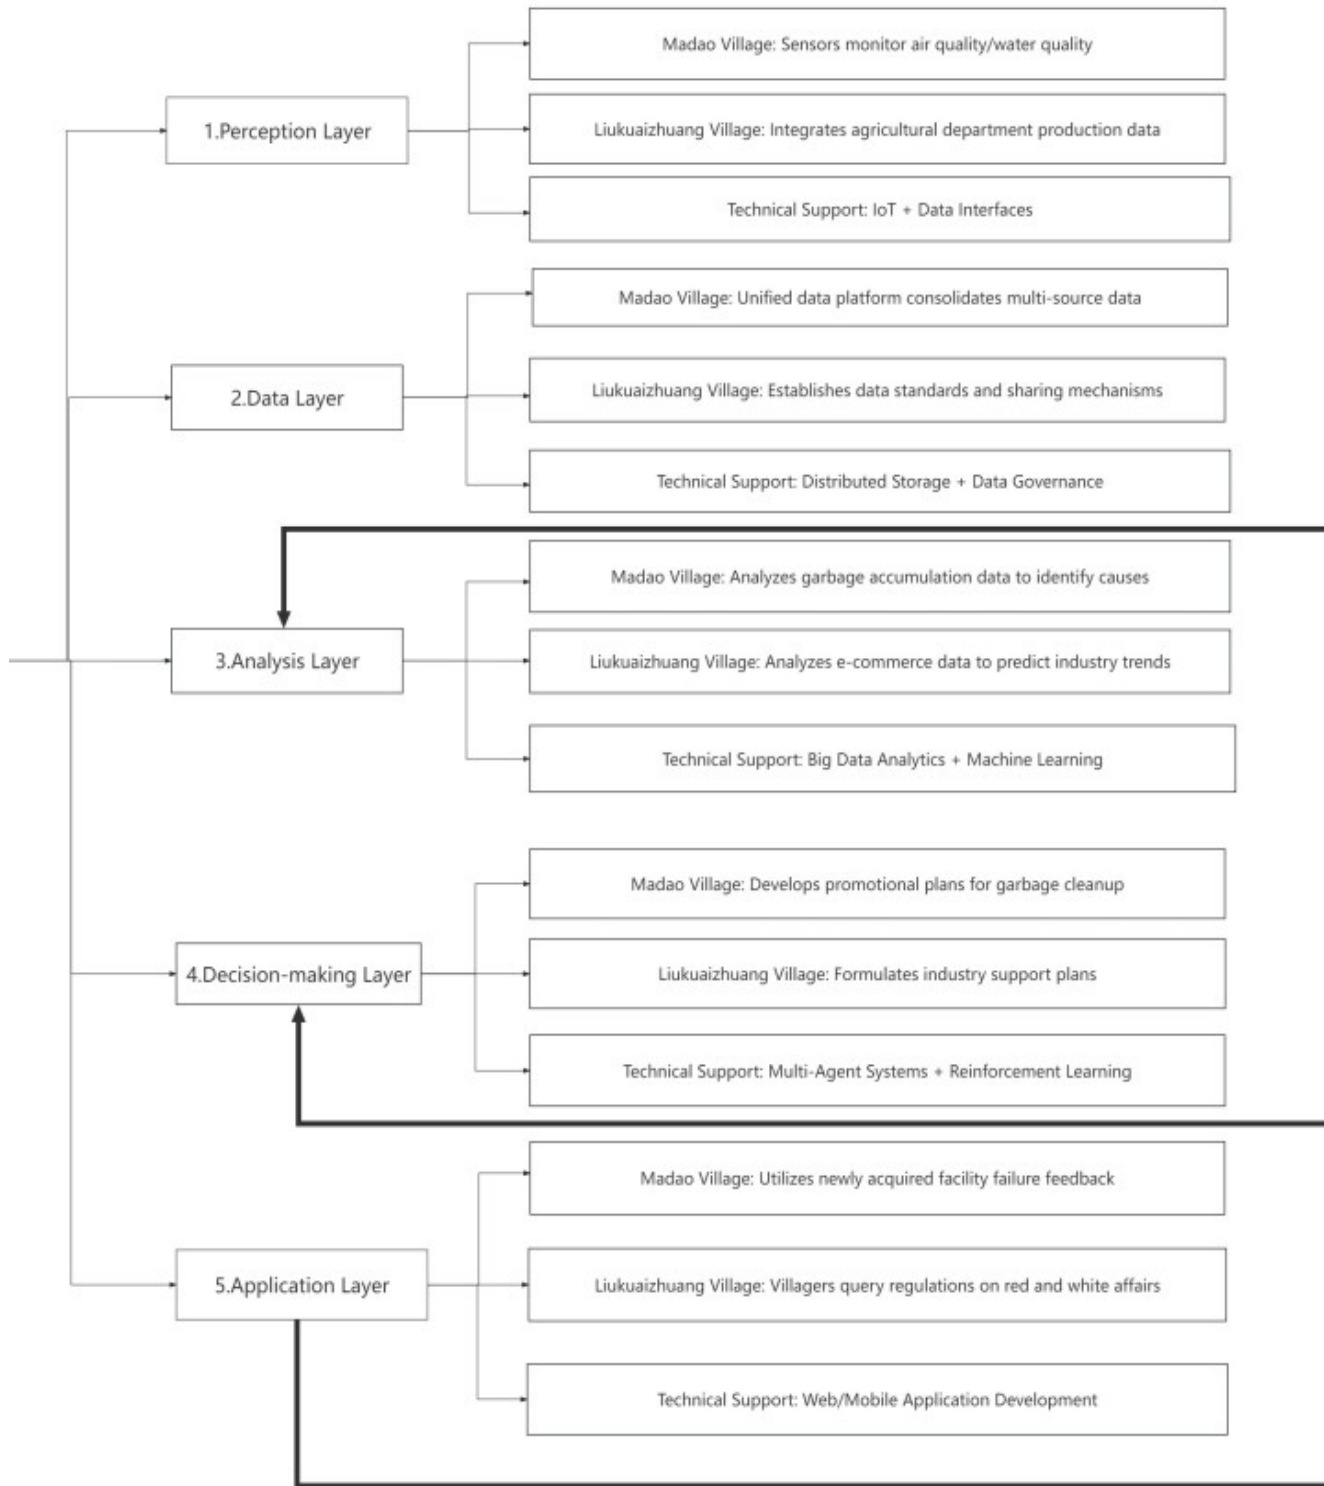 1.Perception Layer
Madao Village: Sensors monitor air quality/water quality
Liukuaizhuang Village: Integrates agricultural department production data
Technical Support: IoT + Data Interfaces
2.Data Layer
Madao Village: Unified data platform consolidates multi-source data
Liukuaizhuang Village: Establishes data standards and sharing mechanisms
Technical Support: Distributed Storage + Data Governance
3.Analysis Layer
Madao Village: Analyzes garbage accumulation data to identify causes
Liukuaizhuang Village: Analyzes e-commerce data to predict industry trends
Technical Support: Big Data Analytics + Machine Learning
4.Decision-making Layer
Madao Village: Develops promotional plans for garbage cleanup
Liukuaizhuang Village: Formulates industry support plans
Technical Support: Multi-Agent Systems + Reinforcement Learning
5.Application Layer
Madao Village: Utilizes newly acquired facility failure feedback
Liukuaizhuang Village: Villagers query regulations on red and white affairs
Technical Support: Web/Mobile Application Development